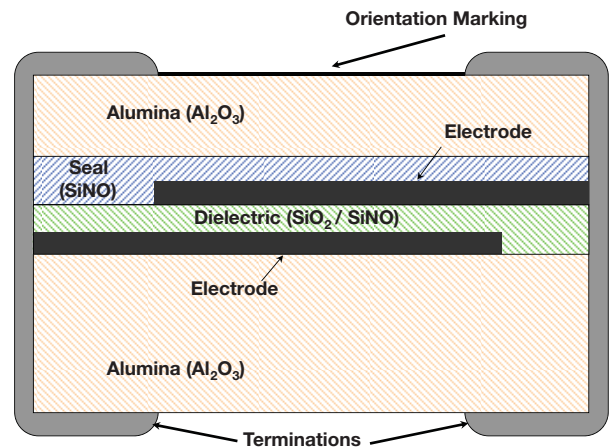 Orientation Marking
Alumina (Al₂O₃)
Electrode
Seal
(SiNO)
Dielectric (SiO₂ / SiNO)
Electrode
Alumina (Al₂O₃)
Terminations